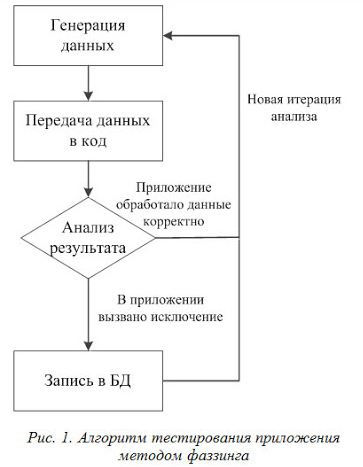 Генерация
данных
Новая итерация
анализа
Передача данных
в код
Приложение
обработало данные
корректно
Анализ
результата
В приложении
вызвано исключение
Запись в БД
Рис. 1. Алгоритм тестирования приложения
методом фаззинга